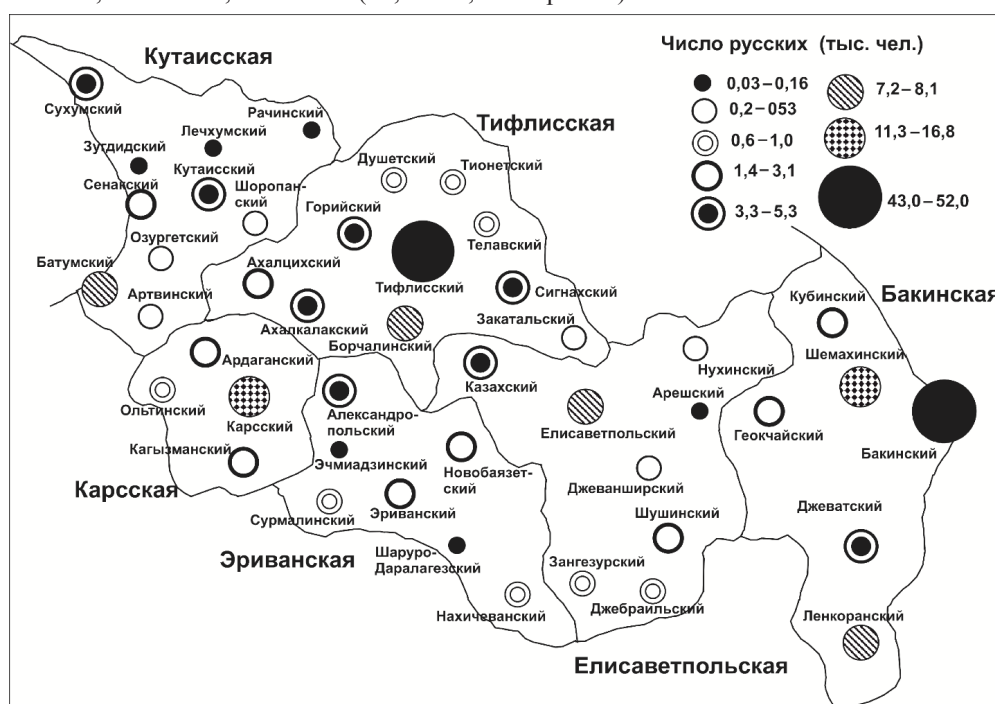 Кутаисская
Число русских (тыс. чел.)
0,03–0,16
7,2–8,1
0,2–053
0,6–1,0
11,3–16,8
1,4–3,1
3,3–5,3
43,0–52,0
Сухумский
Рачинский
Лечхумский
Зугдидский
Кутаисский
Сенакский
Шоропан-
ский
Озургетский
Батумский
Артвинский
Тифлисская
Душетский
Тионетский
Горийский
Телавский
Ахалцихский
Тифлисский
Сигнахский
Ахалкалакский
Закатальский
Борчалинский
Бакинская
Кубинский
Шемахинский
Нухинский
Арешский
Геокчайский
Бакинский
Джеватский
Ленкоранский
Ардаганский
Ольтинский
Карсский
Кагызманский
Карсская
Казахский
Александро-
польский
Эчмиадзинский
Новобаязет-
ский
Сурмалинский
Эриванский
Эриванская
Шаруро-
Даралагезский
Нахичеванский
Елисаветпольский
Джеванширский
Шушинский
Зангезурский
Джебраильский
Елисаветпольская